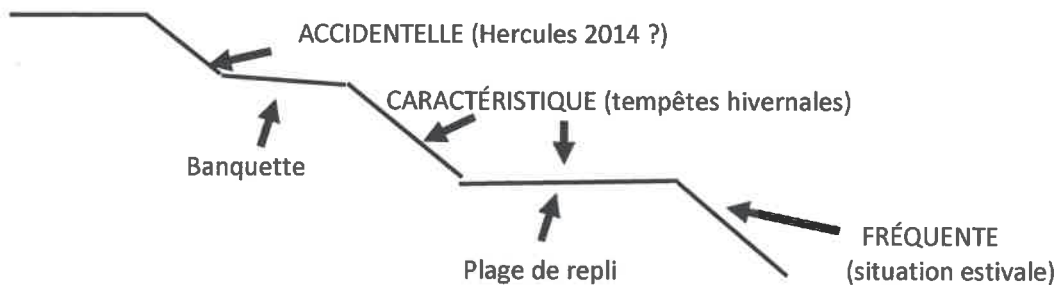 ACCIDENTELLE (Hercules 2014 ?)
CARACTÉRISTIQUE (tempêtes hivernales)
Banquette
FRÉQUENTE
(situation estivale)
Plage de repli